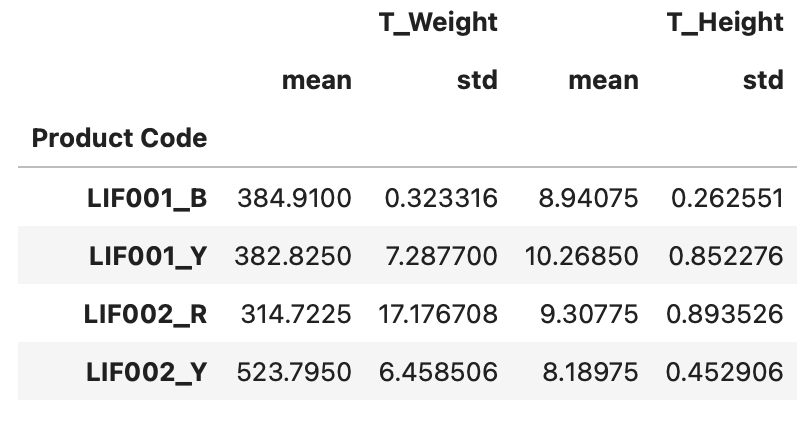 T_Weight T_Height
mean std mean std
Product Code
LIF001_B 384.9100 0.323316 8.94075 0.262551
LIF001_Y 382.8250 7.287700 10.26850 0.852276
LIF002_R 314.7225 17.176708 9.30775 0.893526
LIF002_Y 523.7950 6.458506 8.18975 0.452906